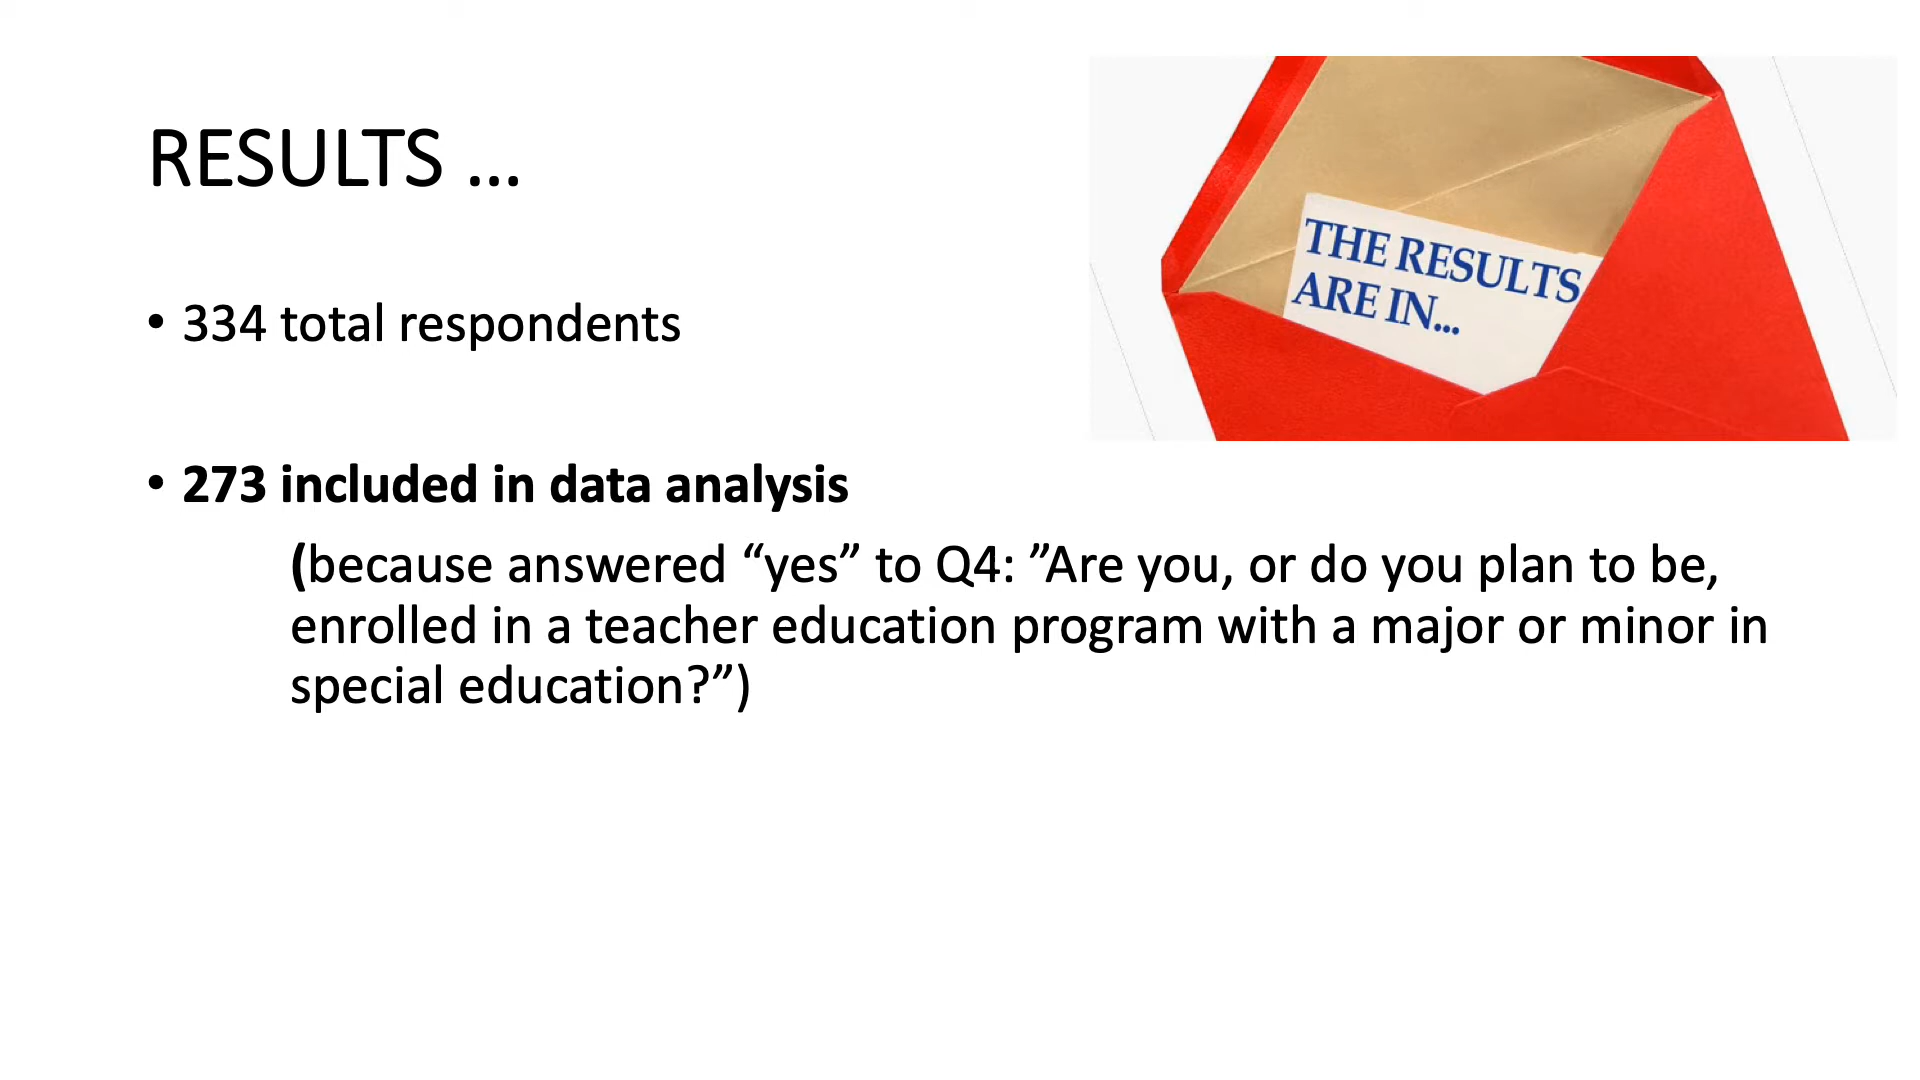 RESULTS …
THE RESULTS
ARE IN...
• 334 total respondents
• 273 included in data analysis
(because answered “yes” to Q4: ”Are you, or do you plan to be,
enrolled in a teacher education program with a major or minor in
special education?”)